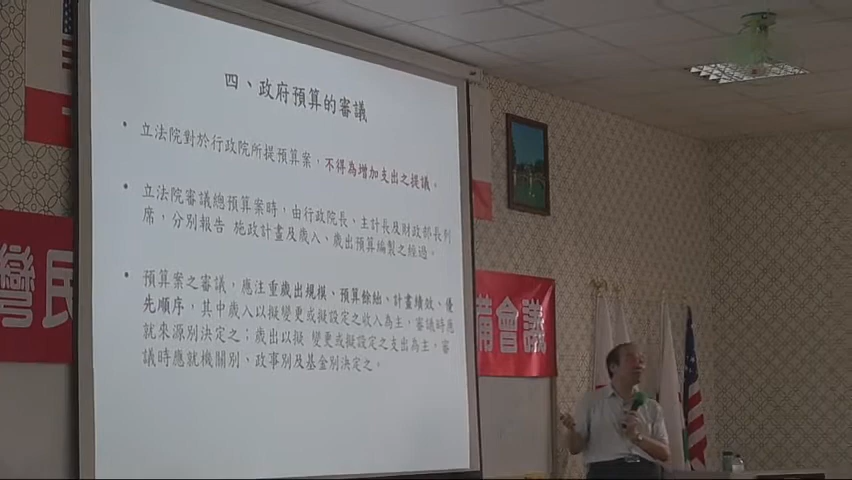 四、政府預算的審議
• 立法院對於行政院所提預算案，不得為增加支出之提議。
• 立法院審議總預算案時，由行政院長、主計長及財政部長列
席，分別報告 施政計畫及歲入、歲出預算編製之經過。
• 預算案之審議，應注重歲出規模、預算餘絀、計畫績效、優
先順序，其中歲入以擬變更或擬設定之收入為主，審議時應
就來源別決定之；歲出以擬 變更或擬設定之支出為主，審
議時應就機關別、政事別及基金別決定之。
灣民
備會議